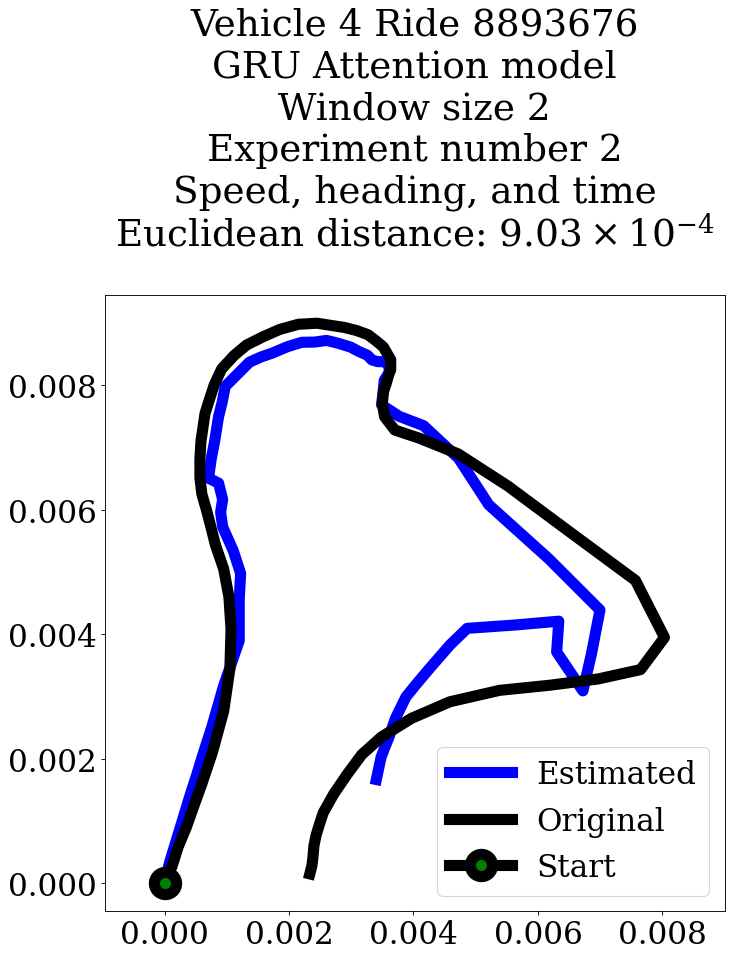 Vehicle 4 Ride 8893676
GRU Attention model
Window size 2
Experiment number 2
Speed, heading, and time
Euclidean distance: 9.03 × 10⁻⁴
0.008
0.006
0.004
0.002
0.000
Estimated
Original
Start
0.000 0.002 0.004 0.006 0.008